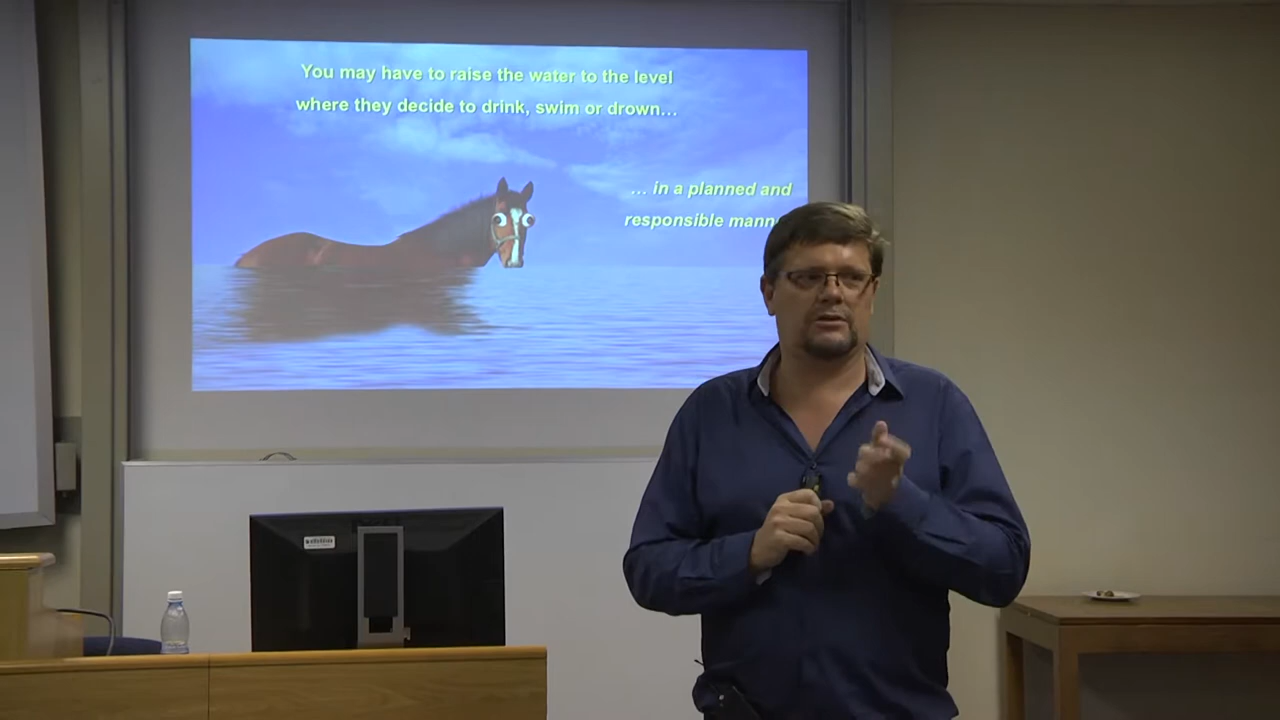 You may have to raise the water to the level
where they decide to drink, swim or drown...
... in a planned and
responsible